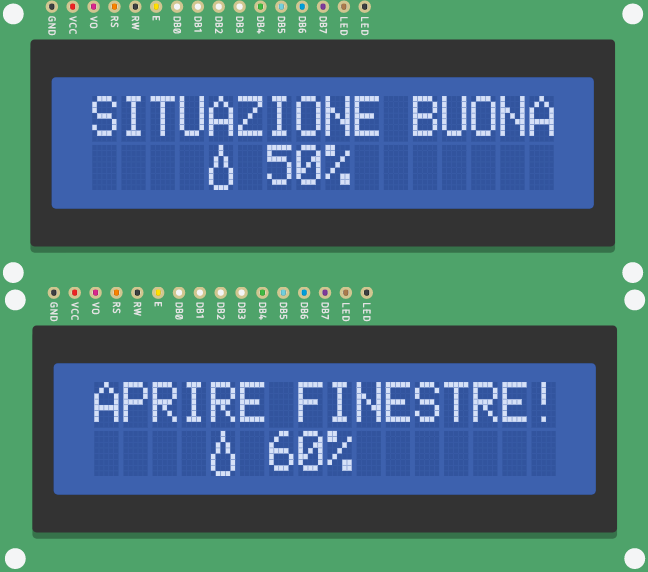 GND VCC VO RS RW E DB0 DB1 DB2 DB3 DB4 DB5 DB6 DB7 LED LED
SITUAZIONE BUONA
50%
GND VCC VO RS RW E DB0 DB1 DB2 DB3 DB4 DB5 DB6 DB7 LED LED
APRIRE FINESTRE!
60%